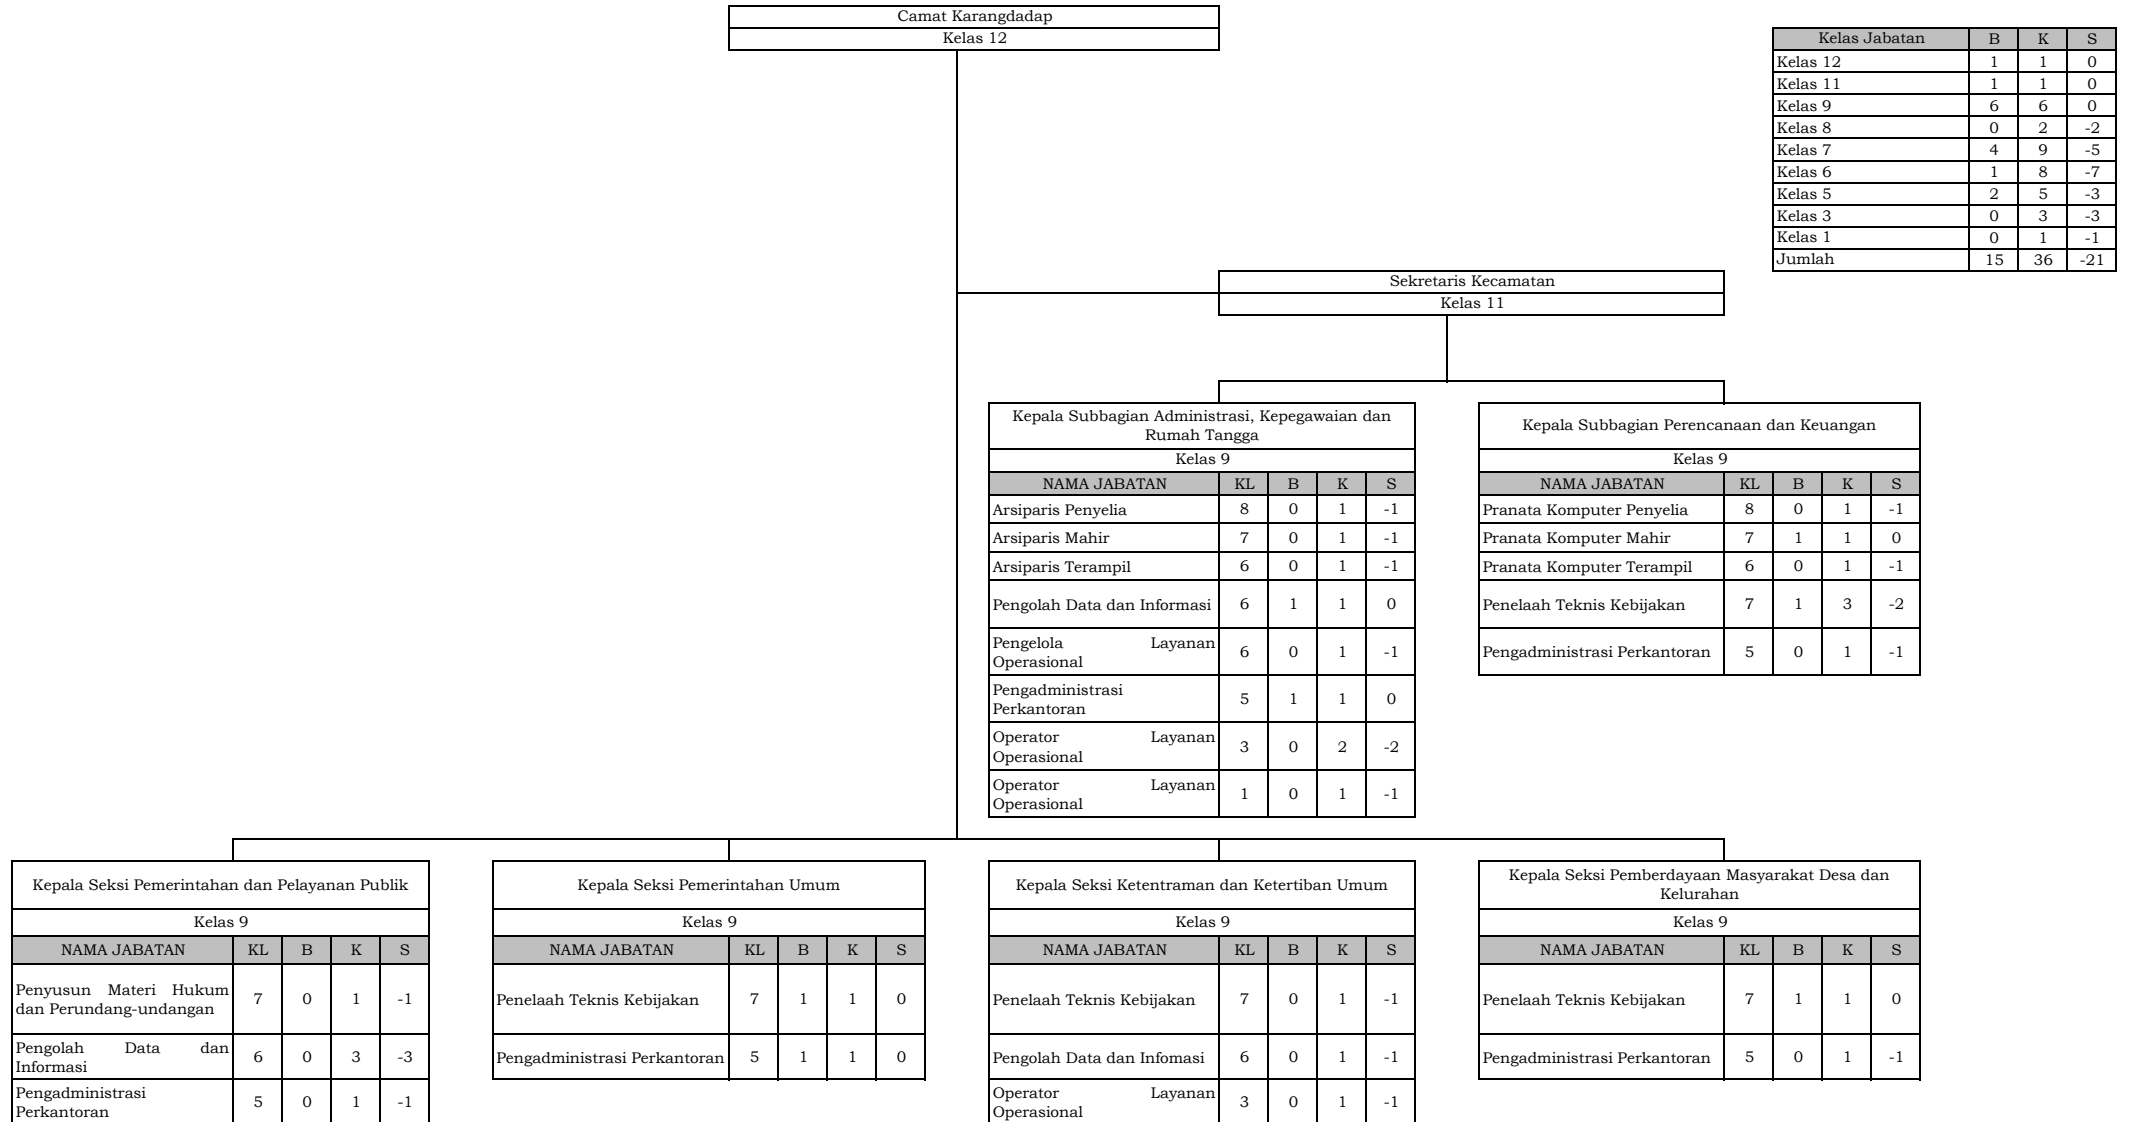 Camat Karangdadap
Kelas 12
Kelas Jabatan B K S
Kelas 12 1 1 0
Kelas 11 1 1 0
Kelas 9 6 6 0
Kelas 8 0 2 -2
Kelas 7 4 9 -5
Kelas 6 1 8 -7
Kelas 5 2 5 -3
Kelas 3 0 3 -3
Kelas 1 0 1 -1
Jumlah 15 36 -21
Sekretaris Kecamatan
Kelas 11
Kepala Subbagian Administrasi, Kepegawaian dan
Rumah Tangga
Kelas 9
NAMA JABATAN KL B K S
Arsiparis Penyelia 8 0 1 -1
Arsiparis Mahir 7 0 1 -1
Arsiparis Terampil 6 0 1 -1
Pengolah Data dan Informasi 6 1 1 0
Pengelola Layanan
Operasional 6 0 1 -1
Pengadministrasi
Perkantoran 5 1 1 0
Operator Layanan
Operasional 3 0 2 -2
Operator Layanan
Operasional 1 0 1 -1
Kepala Subbagian Perencanaan dan Keuangan
Kelas 9
NAMA JABATAN KL B K S
Pranata Komputer Penyelia 8 0 1 -1
Pranata Komputer Mahir 7 1 1 0
Pranata Komputer Terampil 6 0 1 -1
Penelaah Teknis Kebijakan 7 1 3 -2
Pengadministrasi Perkantoran 5 0 1 -1
Kepala Seksi Pemerintahan dan Pelayanan Publik
Kelas 9
NAMA JABATAN KL B K S
Penyusun Materi Hukum
dan Perundang-undangan 7 0 1 -1
Pengolah Data dan
Informasi 6 0 3 -3
Pengadministrasi
Perkantoran 5 0 1 -1
Kepala Seksi Pemerintahan Umum
Kelas 9
NAMA JABATAN KL B K S
Penelaah Teknis Kebijakan 7 1 1 0
Pengadministrasi Perkantoran 5 1 1 0
Kepala Seksi Ketentraman dan Ketertiban Umum
Kelas 9
NAMA JABATAN KL B K S
Penelaah Teknis Kebijakan 7 0 1 -1
Pengolah Data dan Infomasi 6 0 1 -1
Operator Layanan
Operasional 3 0 1 -1
Kepala Seksi Pemberdayaan Masyarakat Desa dan
Kelurahan
Kelas 9
NAMA JABATAN KL B K S
Penelaah Teknis Kebijakan 7 1 1 0
Pengadministrasi Perkantoran 5 0 1 -1